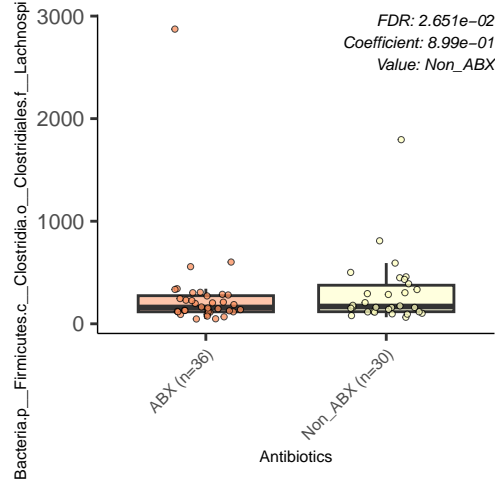 Bacteria.p__Firmicutes.c__Clostridia.o__Clostridiales.f__Lachnospi
FDR: 2.651e-02
Coefficient: 8.99e-01
Value: Non_ABX
3000
2000
1000
0
ABX (n=36)
Non_ABX (n=30)
Antibiotics